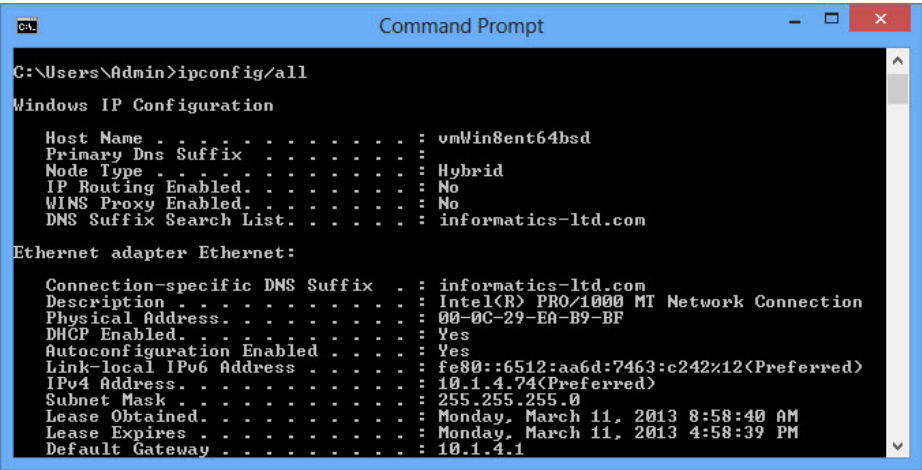 C:\.
Command Prompt
C:\Users\Admin>ipconfig/all
Windows IP Configuration
Host Name . . . . . . . . . . . . : vmWin8ent64bsd
Primary Dns Suffix  . . . . . . . :
Node Type . . . . . . . . . . . . : Hybrid
IP Routing Enabled. . . . . . . . : No
WINS Proxy Enabled. . . . . . . . : No
DNS Suffix Search List. . . . . . : informatics-ltd.com
Ethernet adapter Ethernet:
Connection-specific DNS Suffix  . : informatics-ltd.com
Description . . . . . . . . . . . : Intel(R) PRO/1000 MT Network Connection
Physical Address. . . . . . . . . : 00-0C-29-EA-B9-BF
DHCP Enabled. . . . . . . . . . . : Yes
Autoconfiguration Enabled . . . . : Yes
Link-local IPv6 Address . . . . . : fe80::6512:aa6d:7463:c242%12(Preferred)
IPv4 Address. . . . . . . . . . . : 10.1.4.74(Preferred)
Subnet Mask . . . . . . . . . . . : 255.255.255.0
Lease Obtained. . . . . . . . . . : Monday, March 11, 2013 8:58:40 AM
Lease Expires . . . . . . . . . . : Monday, March 11, 2013 4:58:39 PM
Default Gateway . . . . . . . . . : 10.1.4.1